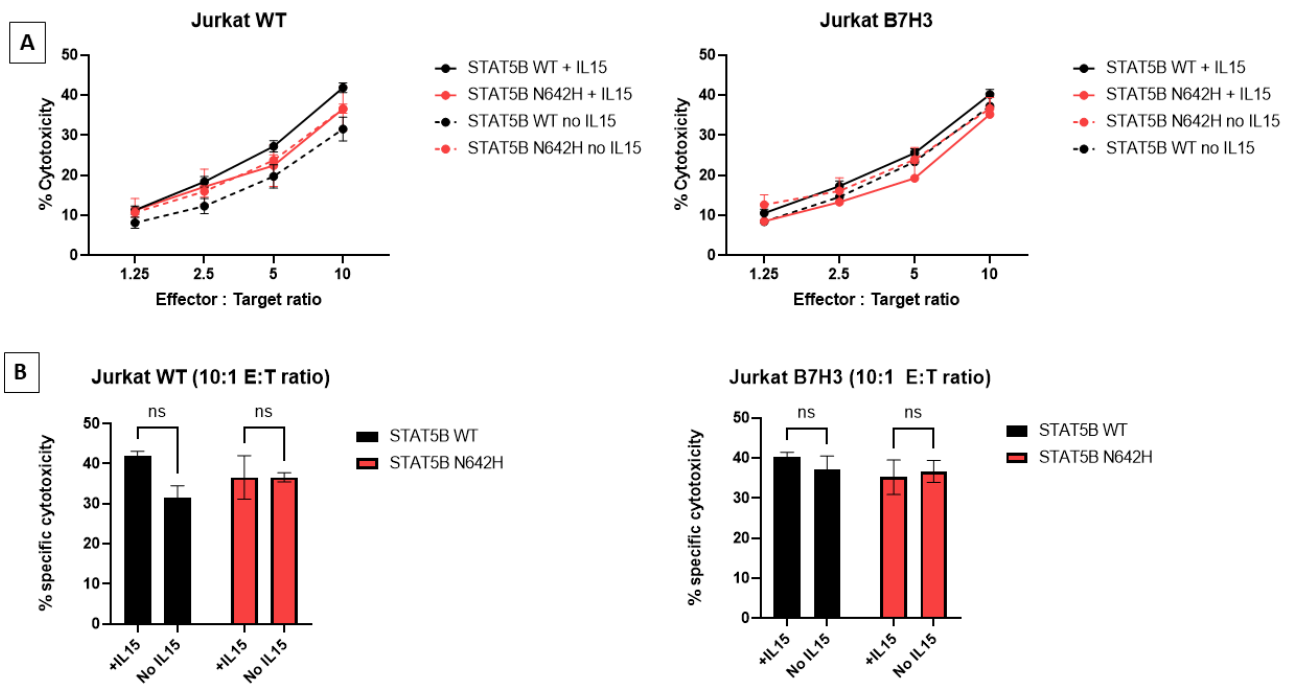 A
Jurkat WT
50
40
30
20
10
0
% Cytotoxicity
1.25 2.5 5 10
Effector : Target ratio
STAT5B WT + IL15
STAT5B N642H + IL15
STAT5B WT no IL15
STAT5B N642H no IL15
Jurkat B7H3
50
40
30
20
10
0
% Cytotoxicity
1.25 2.5 5 10
Effector : Target ratio
STAT5B WT + IL15
STAT5B N642H + IL15
STAT5B N642H no IL15
STAT5B WT no IL15
B
Jurkat WT (10:1 E:T ratio)
50
40
30
20
10
0
% specific cytotoxicity
ns ns
+IL15 No IL15 +IL15 No IL15
STAT5B WT
STAT5B N642H
Jurkat B7H3 (10:1 E:T ratio)
50
40
30
20
10
0
% specific cytotoxicity
ns ns
+IL15 No IL15 +IL15 No IL15
STAT5B WT
STAT5B N642H